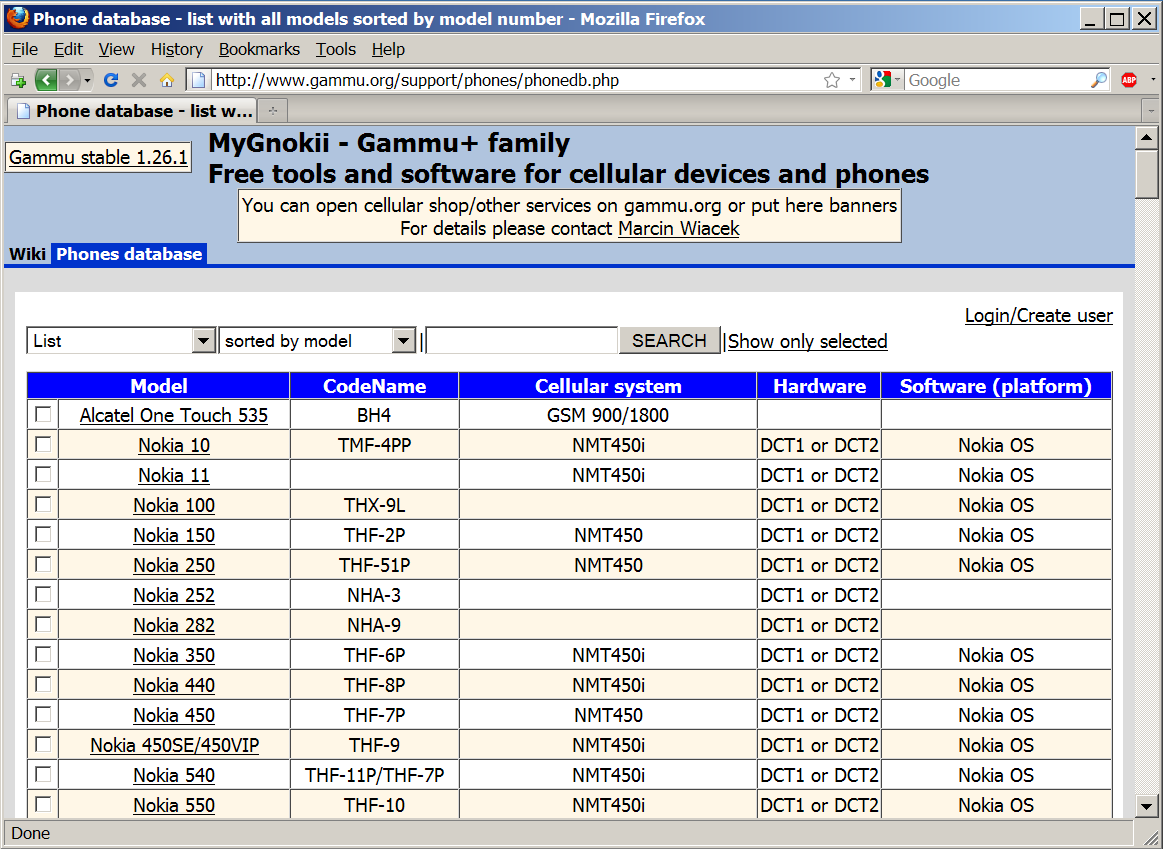 Phone database - list with all models sorted by model number - Mozilla Firefox
File Edit View History Bookmarks Tools Help
http://www.gammu.org/support/phones/phonedb.php Google ABP
Phone database - list w...
Gammu stable 1.26.1
MyGnokii - Gammu+ family
Free tools and software for cellular devices and phones
You can open cellular shop/other services on gammu.org or put here banners
For details please contact Marcin Wiacek
Wiki Phones database
Login/Create user
List sorted by model | SEARCH |Show only selected
Model CodeName Cellular system Hardware Software (platform)
Alcatel One Touch 535 BH4 GSM 900/1800
Nokia 10 TMF-4PP NMT450i DCT1 or DCT2 Nokia OS
Nokia 11 NMT450i DCT1 or DCT2 Nokia OS
Nokia 100 THX-9L DCT1 or DCT2 Nokia OS
Nokia 150 THF-2P NMT450 DCT1 or DCT2 Nokia OS
Nokia 250 THF-51P NMT450 DCT1 or DCT2 Nokia OS
Nokia 252 NHA-3 DCT1 or DCT2
Nokia 282 NHA-9 DCT1 or DCT2
Nokia 350 THF-6P NMT450i DCT1 or DCT2 Nokia OS
Nokia 440 THF-8P NMT450i DCT1 or DCT2 Nokia OS
Nokia 450 THF-7P NMT450 DCT1 or DCT2 Nokia OS
Nokia 450SE/450VIP THF-9 NMT450i DCT1 or DCT2 Nokia OS
Nokia 540 THF-11P/THF-7P NMT450i DCT1 or DCT2 Nokia OS
Nokia 550 THF-10 NMT450i DCT1 or DCT2 Nokia OS
Done